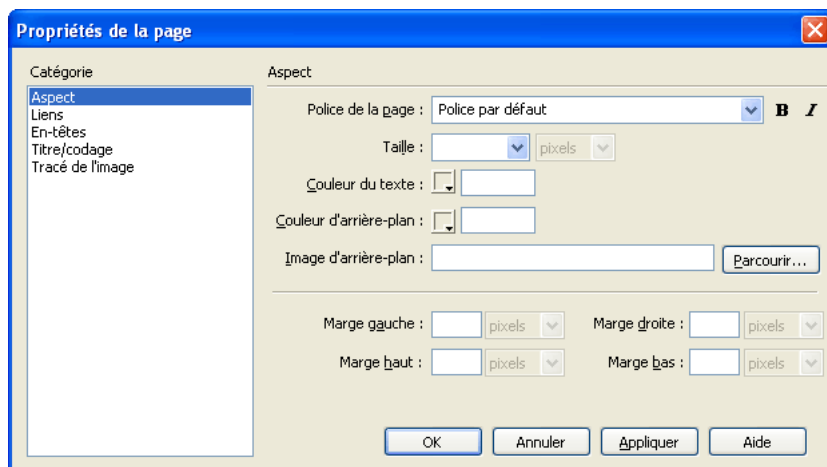 Propriétés de la page
Catégorie
Aspect
Liens
En-têtes
Titre/codage
Tracé de l'image
Aspect
Police de la page : Police par défaut B I
Taille : pixels
Couleur du texte :
Couleur d'arrière-plan :
Image d'arrière-plan : Parcourir...
Marge gauche : pixels Marge droite : pixels
Marge haut : pixels Marge bas : pixels
OK Annuler Appliquer Aide